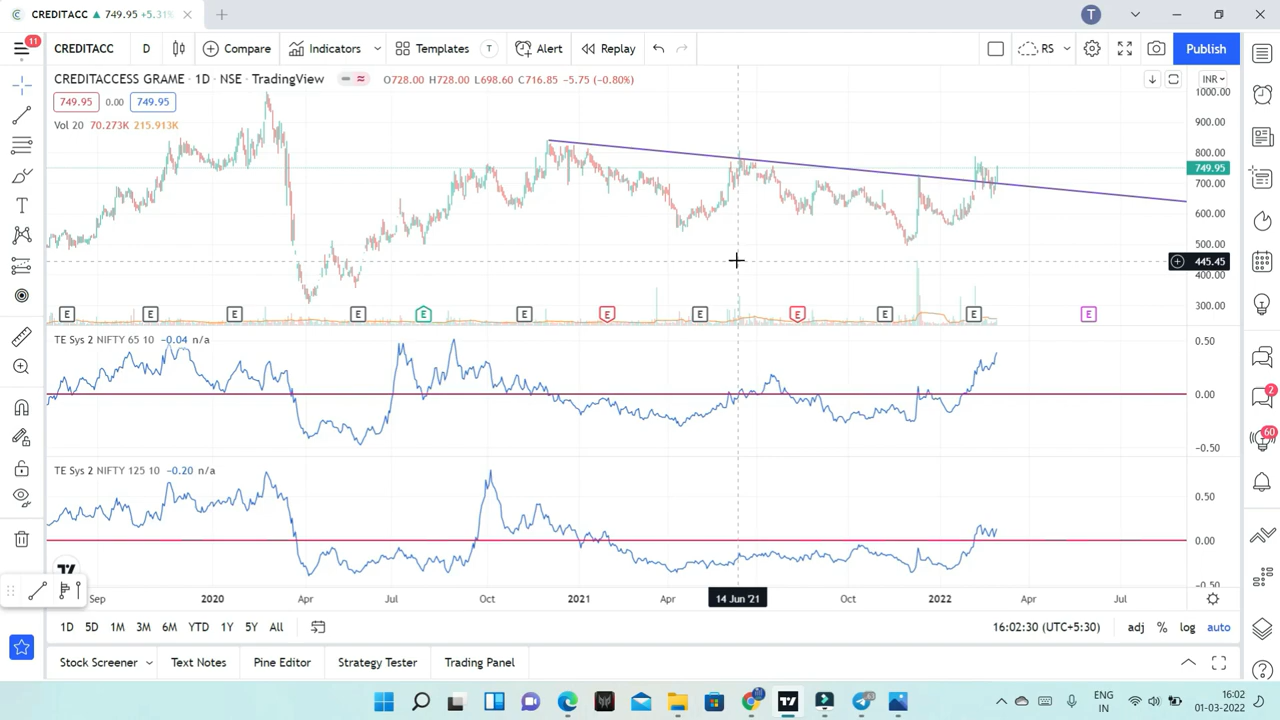 CREDITACC ▲ 749.95 +5.31%
T
11
CREDITACC
D
Compare
Indicators
Templates
T
Alert
Replay
RS
Publish
CREDITACCESS GRAME · 1D · NSE · TradingView
O728.00 H728.00 L698.60 C716.85 −5.75 (−0.80%)
INR
749.95 0.00 749.95
Vol 20 70.273K 215.913K
1000.00
900.00
800.00
749.95
700.00
600.00
500.00
445.45
400.00
300.00
E E E E E E E E E E E E
TE Sys 2 NIFTY 65 10 −0.04 n/a
0.50
0.00
−0.50
TE Sys 2 NIFTY 125 10 −0.20 n/a
0.50
0.00
−0.50
2
60
Sep 2020 Apr Jul Oct 2021 Apr 14 Jun '21 Oct 2022 Apr Jul
1D 5D 1M 3M 6M YTD 1Y 5Y All
16:02:30 (UTC+5:30)
adj % log auto
Stock Screener
Text Notes
Pine Editor
Strategy Tester
Trading Panel
ENG
IN
16:02
01-03-2022